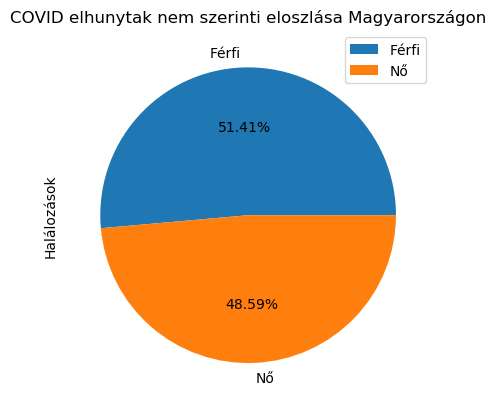 COVID elhunytak nem szerinti eloszlása Magyarországon
Férfi
Nő
Férfi
51.41%
Halálozások
48.59%
Nő